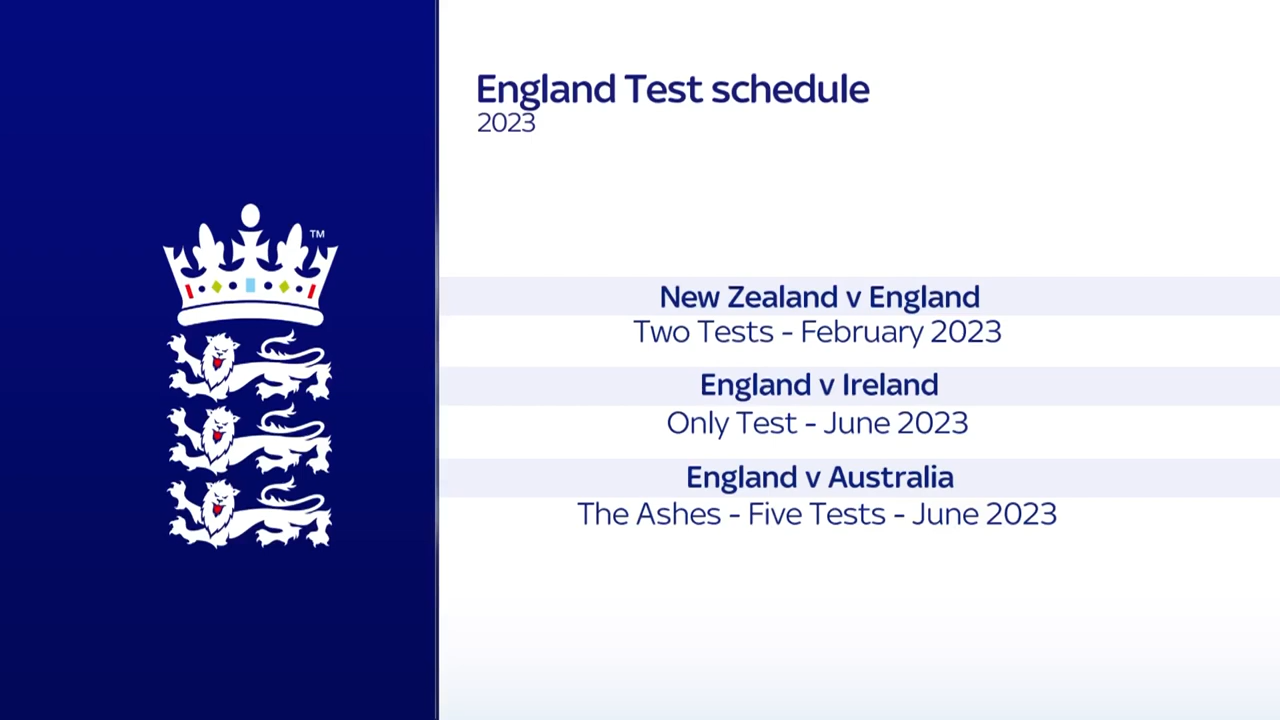 England Test schedule
2023
TM
New Zealand v England
Two Tests - February 2023
England v Ireland
Only Test - June 2023
England v Australia
The Ashes - Five Tests - June 2023